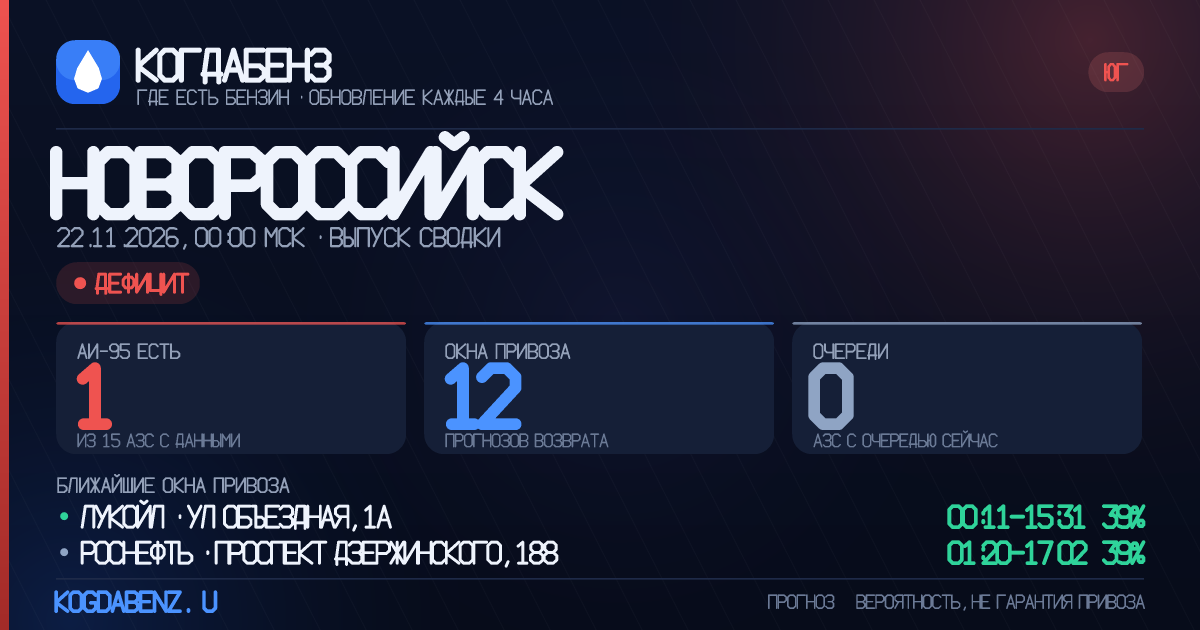 КОГДАБЕНЗ
ГДЕ ЕСТЬ БЕНЗИН · ОБНОВЛЕНИЕ КАЖДЫЕ 4 ЧАСА
ЮГ
НОВОРОССИЙСК
22.11 2026, 00:00 МСК · ВЫПУСК СВОДКИ
• ДЕФИЦИТ
АИ-95 ЕСТЬ
1
ИЗ 15 АЗС С ДАННЫМИ
ОКНА ПРИВОЗА
12
ПРОГНОЗОВ ВОЗВРАТА
ОЧЕРЕДИ
0
АЗС С ОЧЕРЕДЬЮ СЕЙЧАС
БЛИЖАЙШИЕ ОКНА ПРИВОЗА
• ЛУКОЙЛ · УЛ ОБЪЕЗДНАЯ, 1А 00:11–15:31 39%
• РОСНЕФТЬ · ПРОСПЕКТ ДЗЕРЖИНСКОГО, 188 01:20–17:02 39%
KOGDABENZ. U
ПРОГНОЗ ВЕРОЯТНОСТЬ, НЕ ГАРАНТИЯ ПРИВОЗА